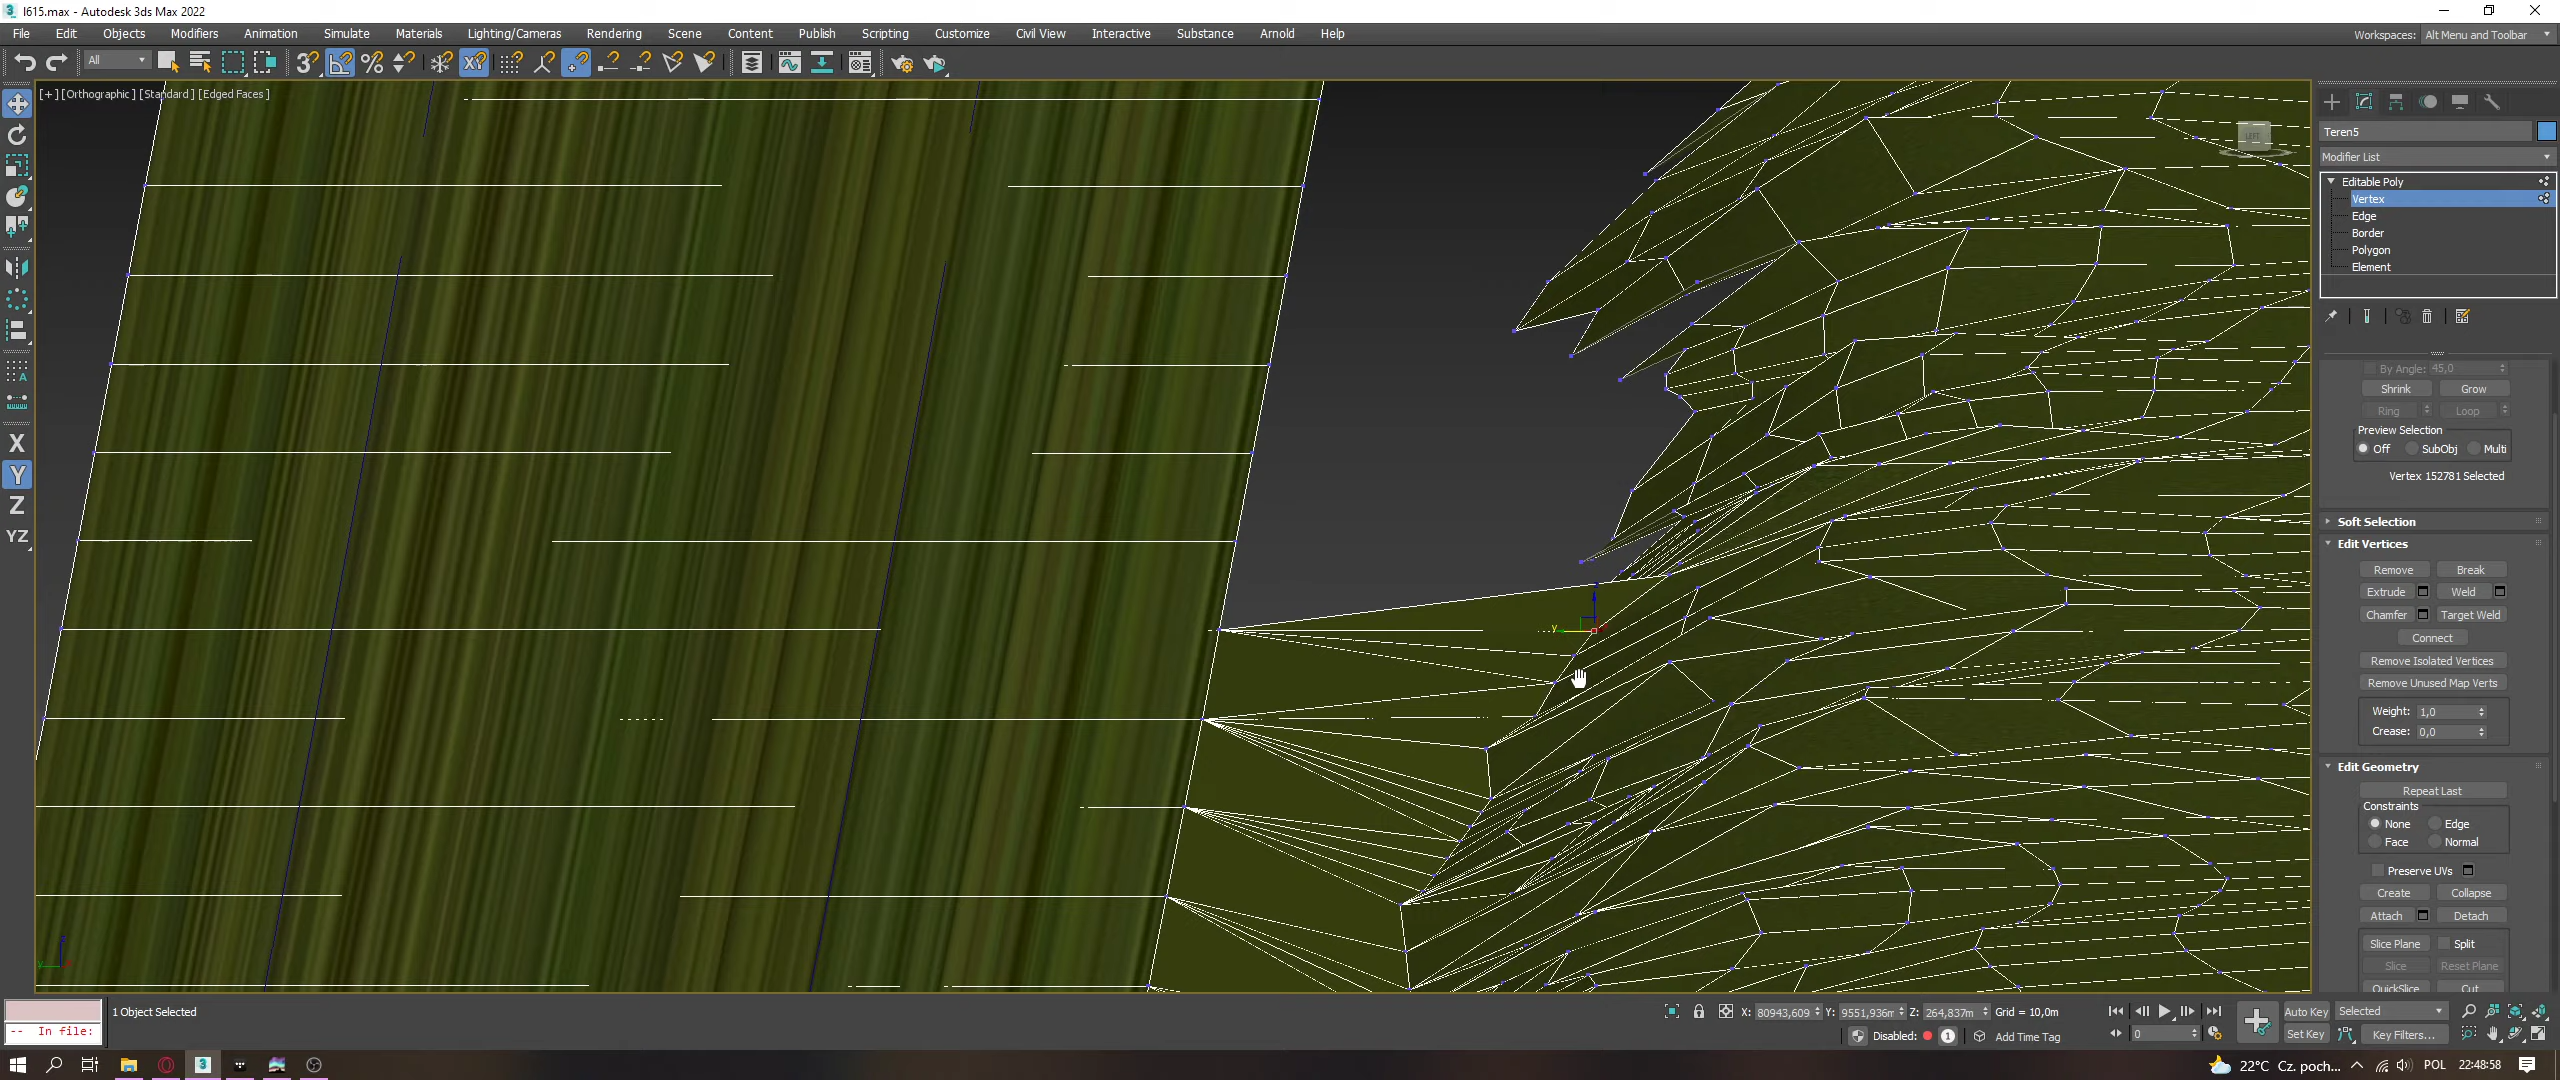 I615.max - Autodesk 3ds Max 2022
File Edit Objects Modifiers Animation Simulate Materials Lighting/Cameras Rendering Scene Content Publish Scripting Customize Civil View Interactive Substance Arnold Help
Workspaces: Alt Menu and Toolbar
All
[+] [Orthographic] [Standard] [Edged Faces]
LEFT
X
Y
Z
YZ
y
Teren5
Modifier List
Editable Poly
Vertex
Edge
Border
Polygon
Element
By Angle: 45,0
Shrink Grow
Ring Loop
Preview Selection
Off SubObj Multi
Vertex 152781 Selected
Soft Selection
Edit Vertices
Remove Break
Extrude Weld
Chamfer Target Weld
Connect
Remove Isolated Vertices
Remove Unused Map Verts
Weight: 1,0
Crease: 0,0
Edit Geometry
Repeat Last
Constraints
None Edge
Face Normal
Preserve UVs
Create Collapse
Attach Detach
Slice Plane Split
Slice Reset Plane
QuickSlice Cut
-- In file:
1 Object Selected
X: 80943,609 Y: 9551,936m Z: 264,837m Grid = 10,0m
Disabled: 1 Add Time Tag
0
Auto Key Selected
Set Key Key Filters...
22°C Cz. poch... POL 22:48:58